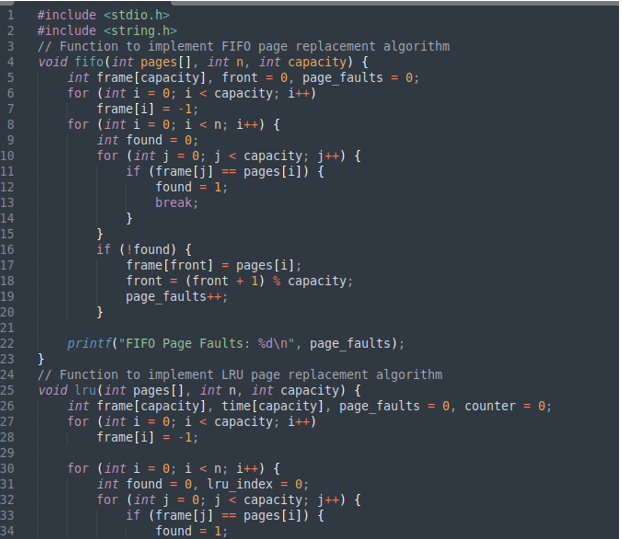 1 #include <stdio.h>
2 #include <string.h>
3 // Function to implement FIFO page replacement algorithm
4 void fifo(int pages[], int n, int capacity) {
5 int frame[capacity], front = 0, page_faults = 0;
6 for (int i = 0; i < capacity; i++)
7 frame[i] = -1;
8 for (int i = 0; i < n; i++) {
9 int found = 0;
10 for (int j = 0; j < capacity; j++) {
11 if (frame[j] == pages[i]) {
12 found = 1;
13 break;
14 }
15 }
16 if (!found) {
17 frame[front] = pages[i];
18 front = (front + 1) % capacity;
19 page_faults++;
20 }
21
22 printf("FIFO Page Faults: %d\n", page_faults);
23 }
24 // Function to implement LRU page replacement algorithm
25 void lru(int pages[], int n, int capacity) {
26 int frame[capacity], time[capacity], page_faults = 0, counter = 0;
27 for (int i = 0; i < capacity; i++)
28 frame[i] = -1;
29
30 for (int i = 0; i < n; i++) {
31 int found = 0, lru_index = 0;
32 for (int j = 0; j < capacity; j++) {
33 if (frame[j] == pages[i]) {
34 found = 1;